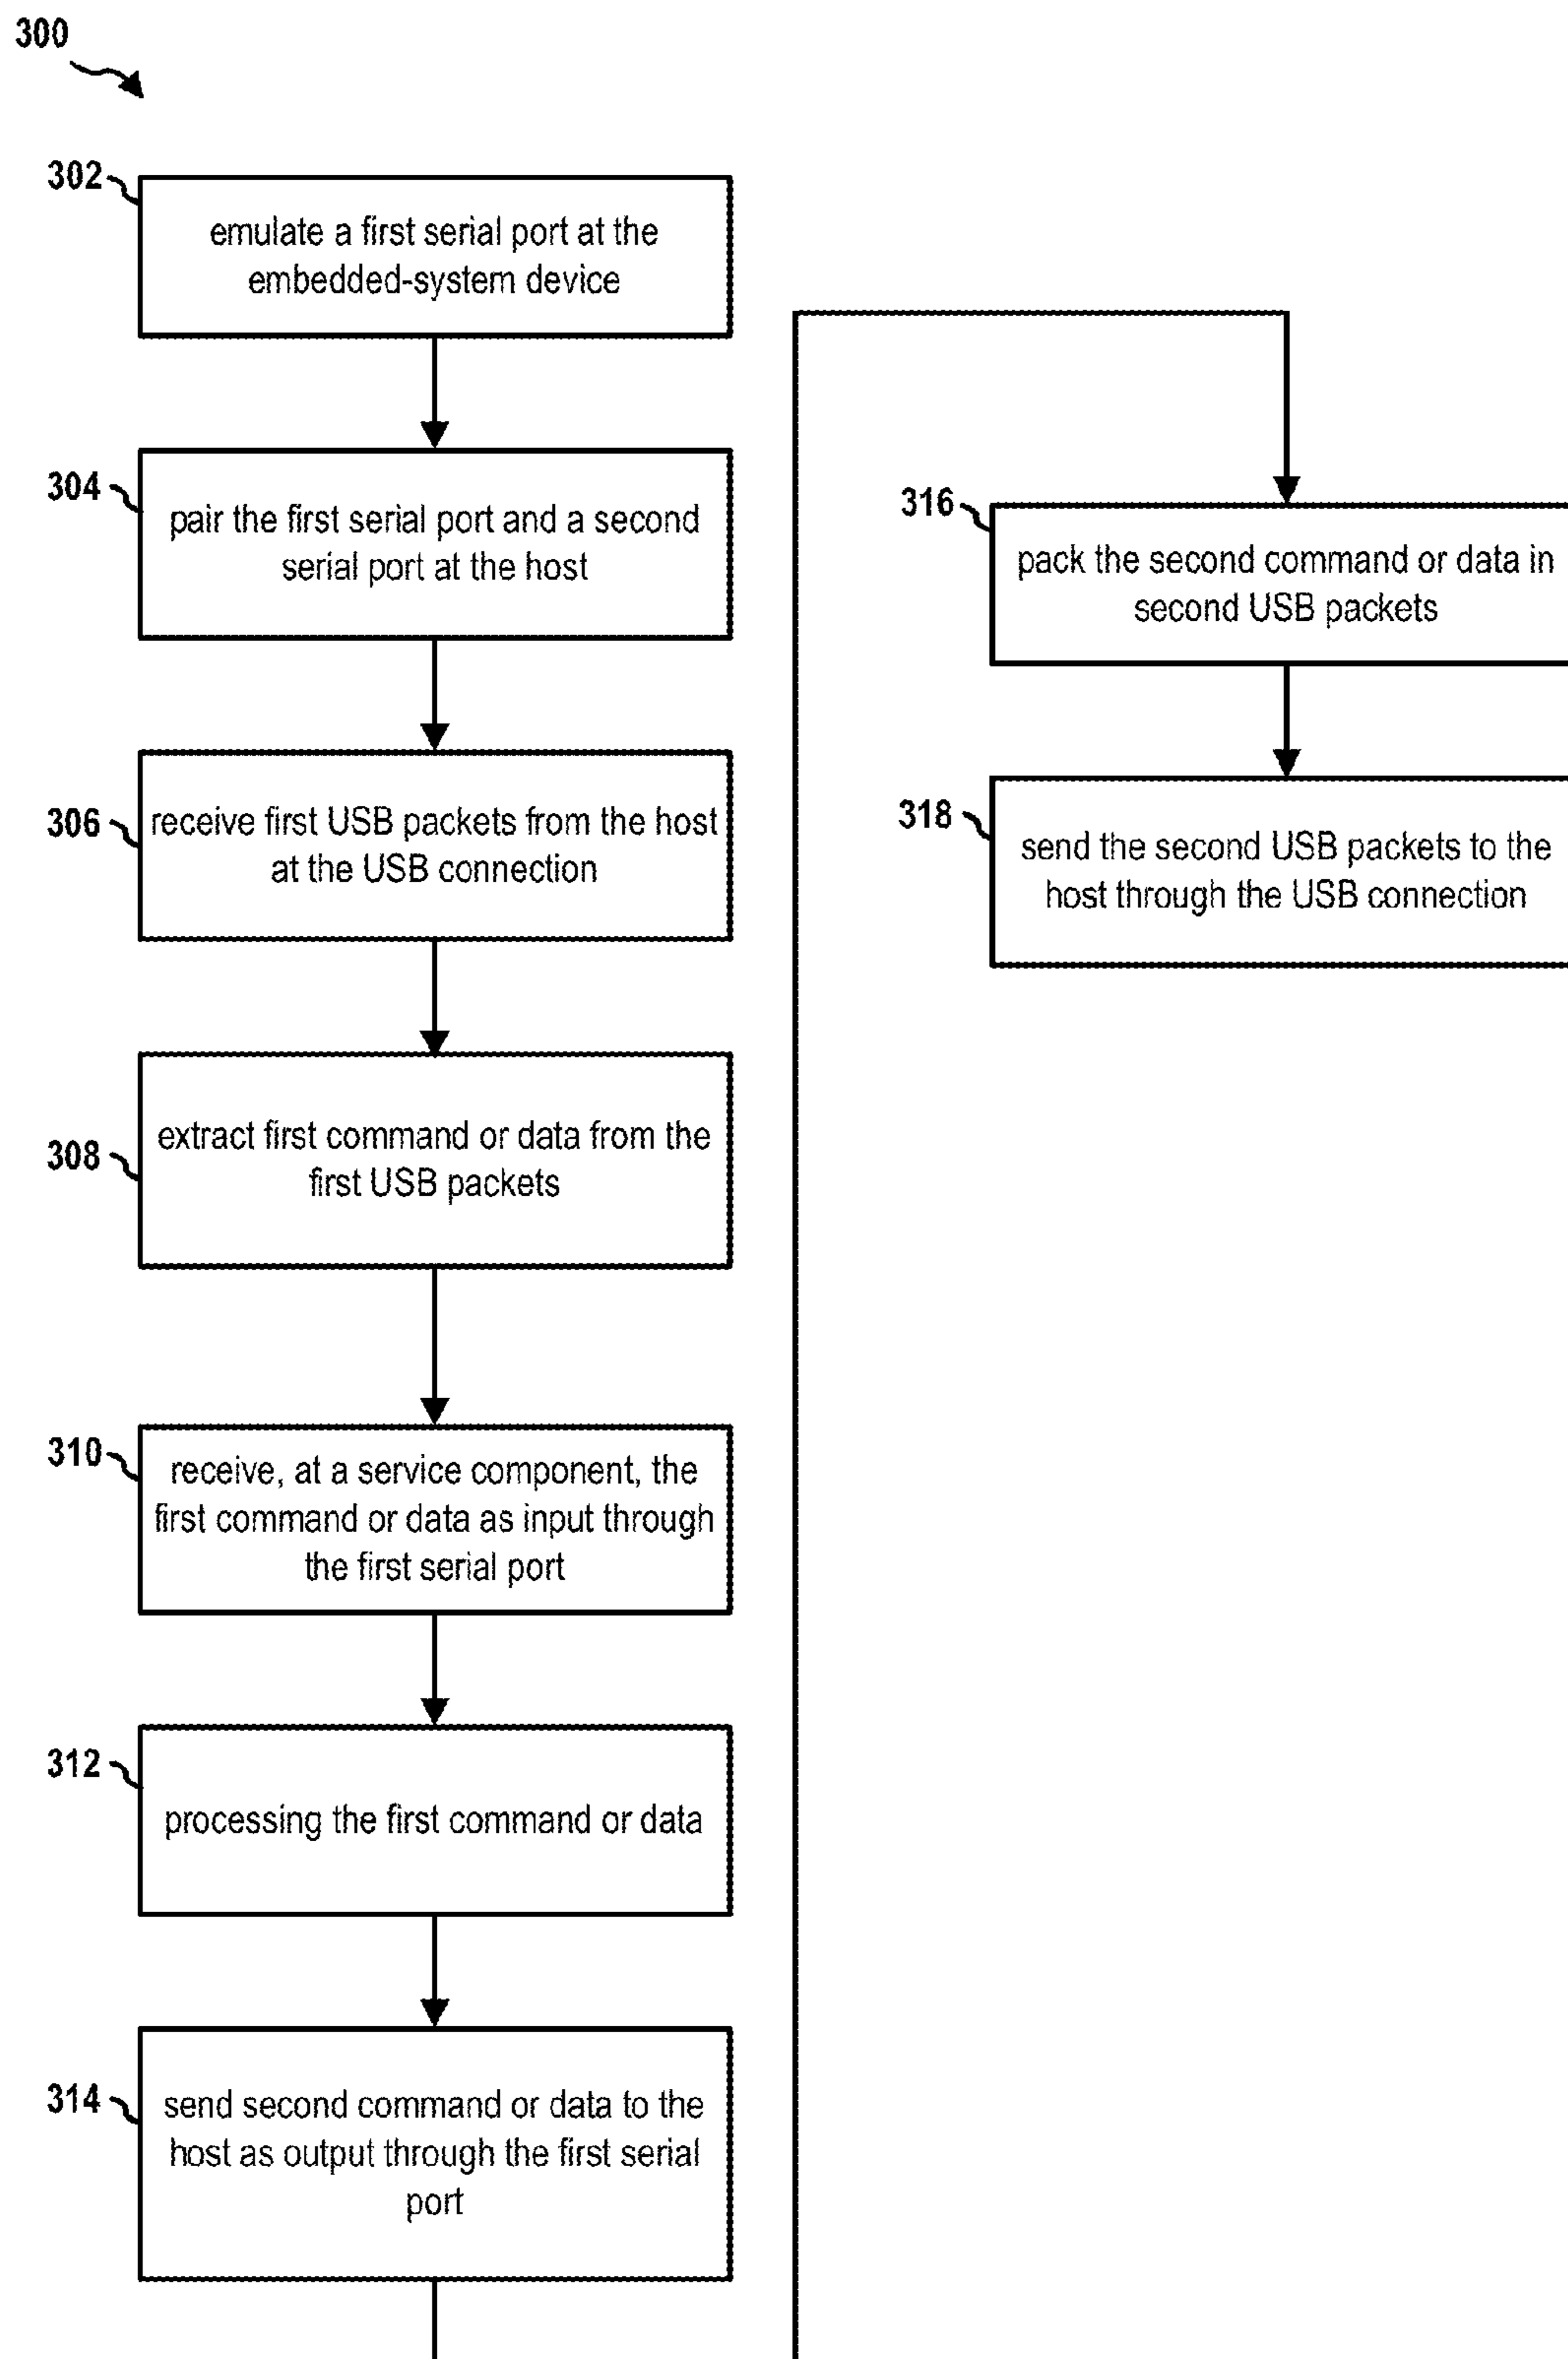 300
302
emulate a first serial port at the
embedded-system device
304
pair the first serial port and a second
serial port at the host
306
receive first USB packets from the host
at the USB connection
308
extract first command or data from the
first USB packets
310
receive, at a service component, the
first command or data as input through
the first serial port
312
processing the first command or data
314
send second command or data to the
host as output through the first serial
port
316
pack the second command or data in
second USB packets
318
send the second USB packets to the
host through the USB connection